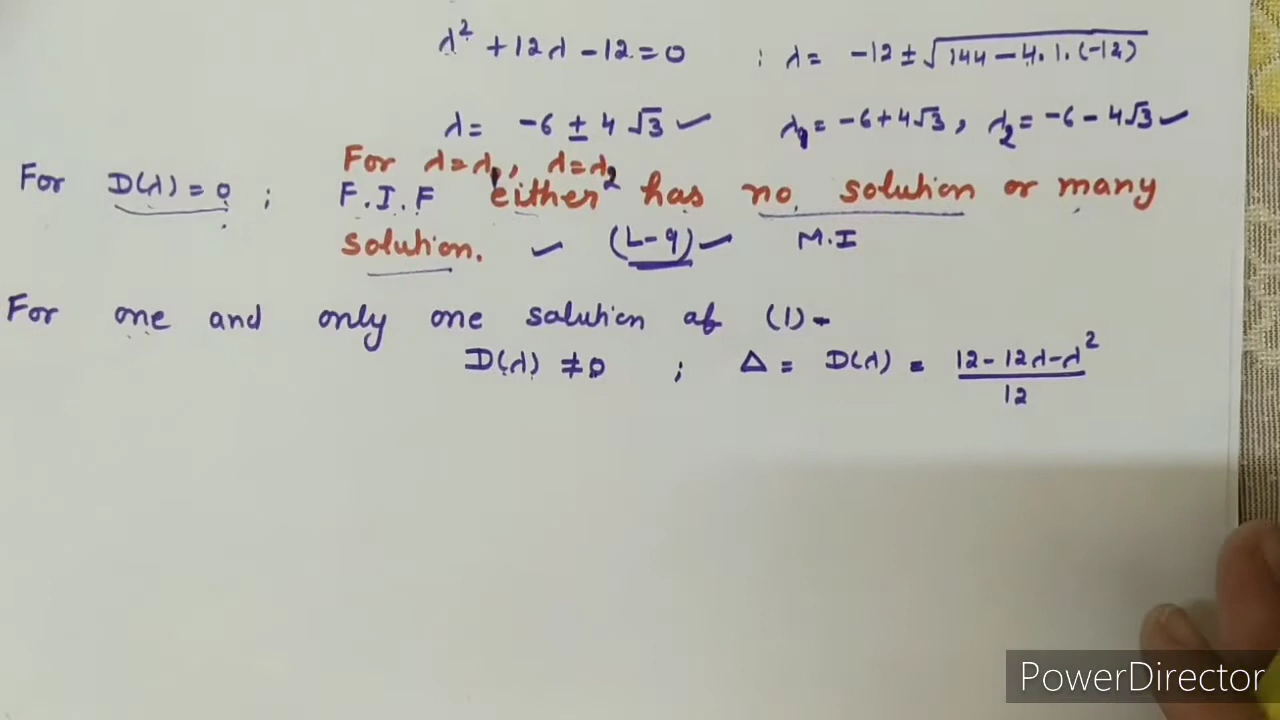 λ² + 12λ - 12 = 0 ; λ = -12 ± √144 - 4.1.(-12)
λ = -6 ± 4√3 ✓ λ₁ = -6+4√3, λ₂ = -6 - 4√3 ✓
For λ=λ₁, λ=λ₂
For D(λ) = 0 ; F.I.F either has no solution or many
solution. ✓ (L-9) ✓ M.I
For one and only one solution of (1) -
D(λ) ≠ 0 ; Δ = D(λ) = 12 - 12λ - λ² / 12
PowerDirector